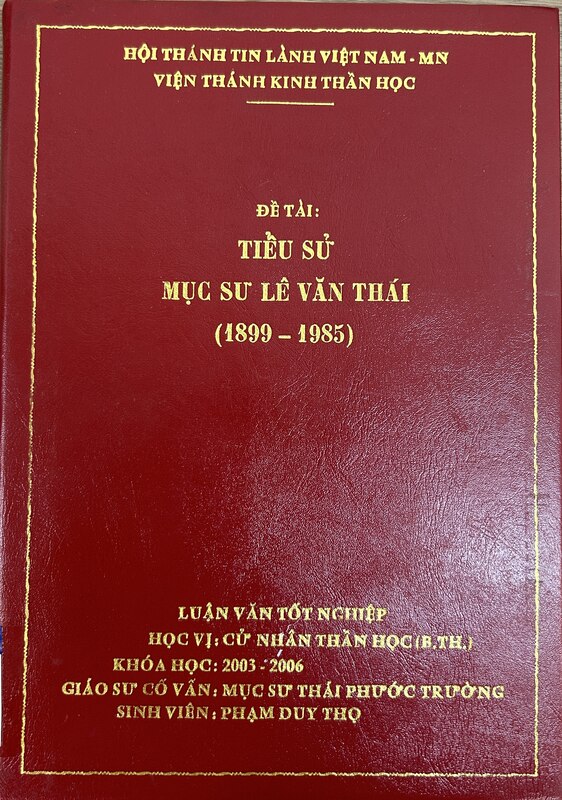 HỘI THÁNH TIN LÀNH VIỆT NAM - MN
VIỆN THÁNH KINH THẦN HỌC
ĐỀ TÀI:
TIỂU SỬ
MỤC SƯ LÊ VĂN THÁI
(1899 – 1985)
LUẬN VĂN TỐT NGHIỆP
HỌC VỊ: CỬ NHÂN THẦN HỌC (B.TH.)
KHÓA HỌC: 2003 - 2006
GIÁO SƯ CỐ VẤN: MỤC SƯ THÁI PHƯỚC TRƯỜNG
SINH VIÊN: PHẠM DUY THỌ